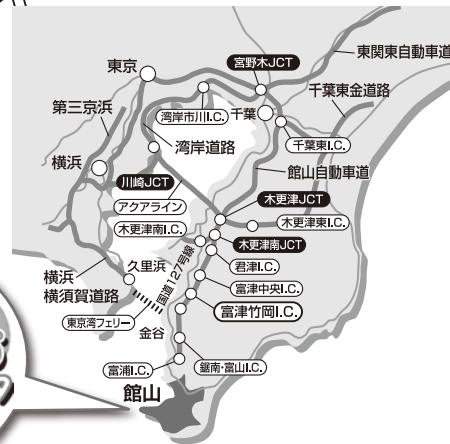 宮野木JCT
東関東自動車道
東京
千葉東金道路
第三京浜
湾岸市川I.C.
千葉
千葉東I.C.
湾岸道路
横浜
館山自動車道
川崎JCT
木更津JCT
アクアライン
木更津東I.C.
木更津南I.C.
木更津南JCT
国道127号線
君津I.C.
横浜
横須賀道路
久里浜
富津中央I.C.
富津竹岡I.C.
東京湾フェリー
金谷
富浦I.C.
鋸南・富山I.C.
館山